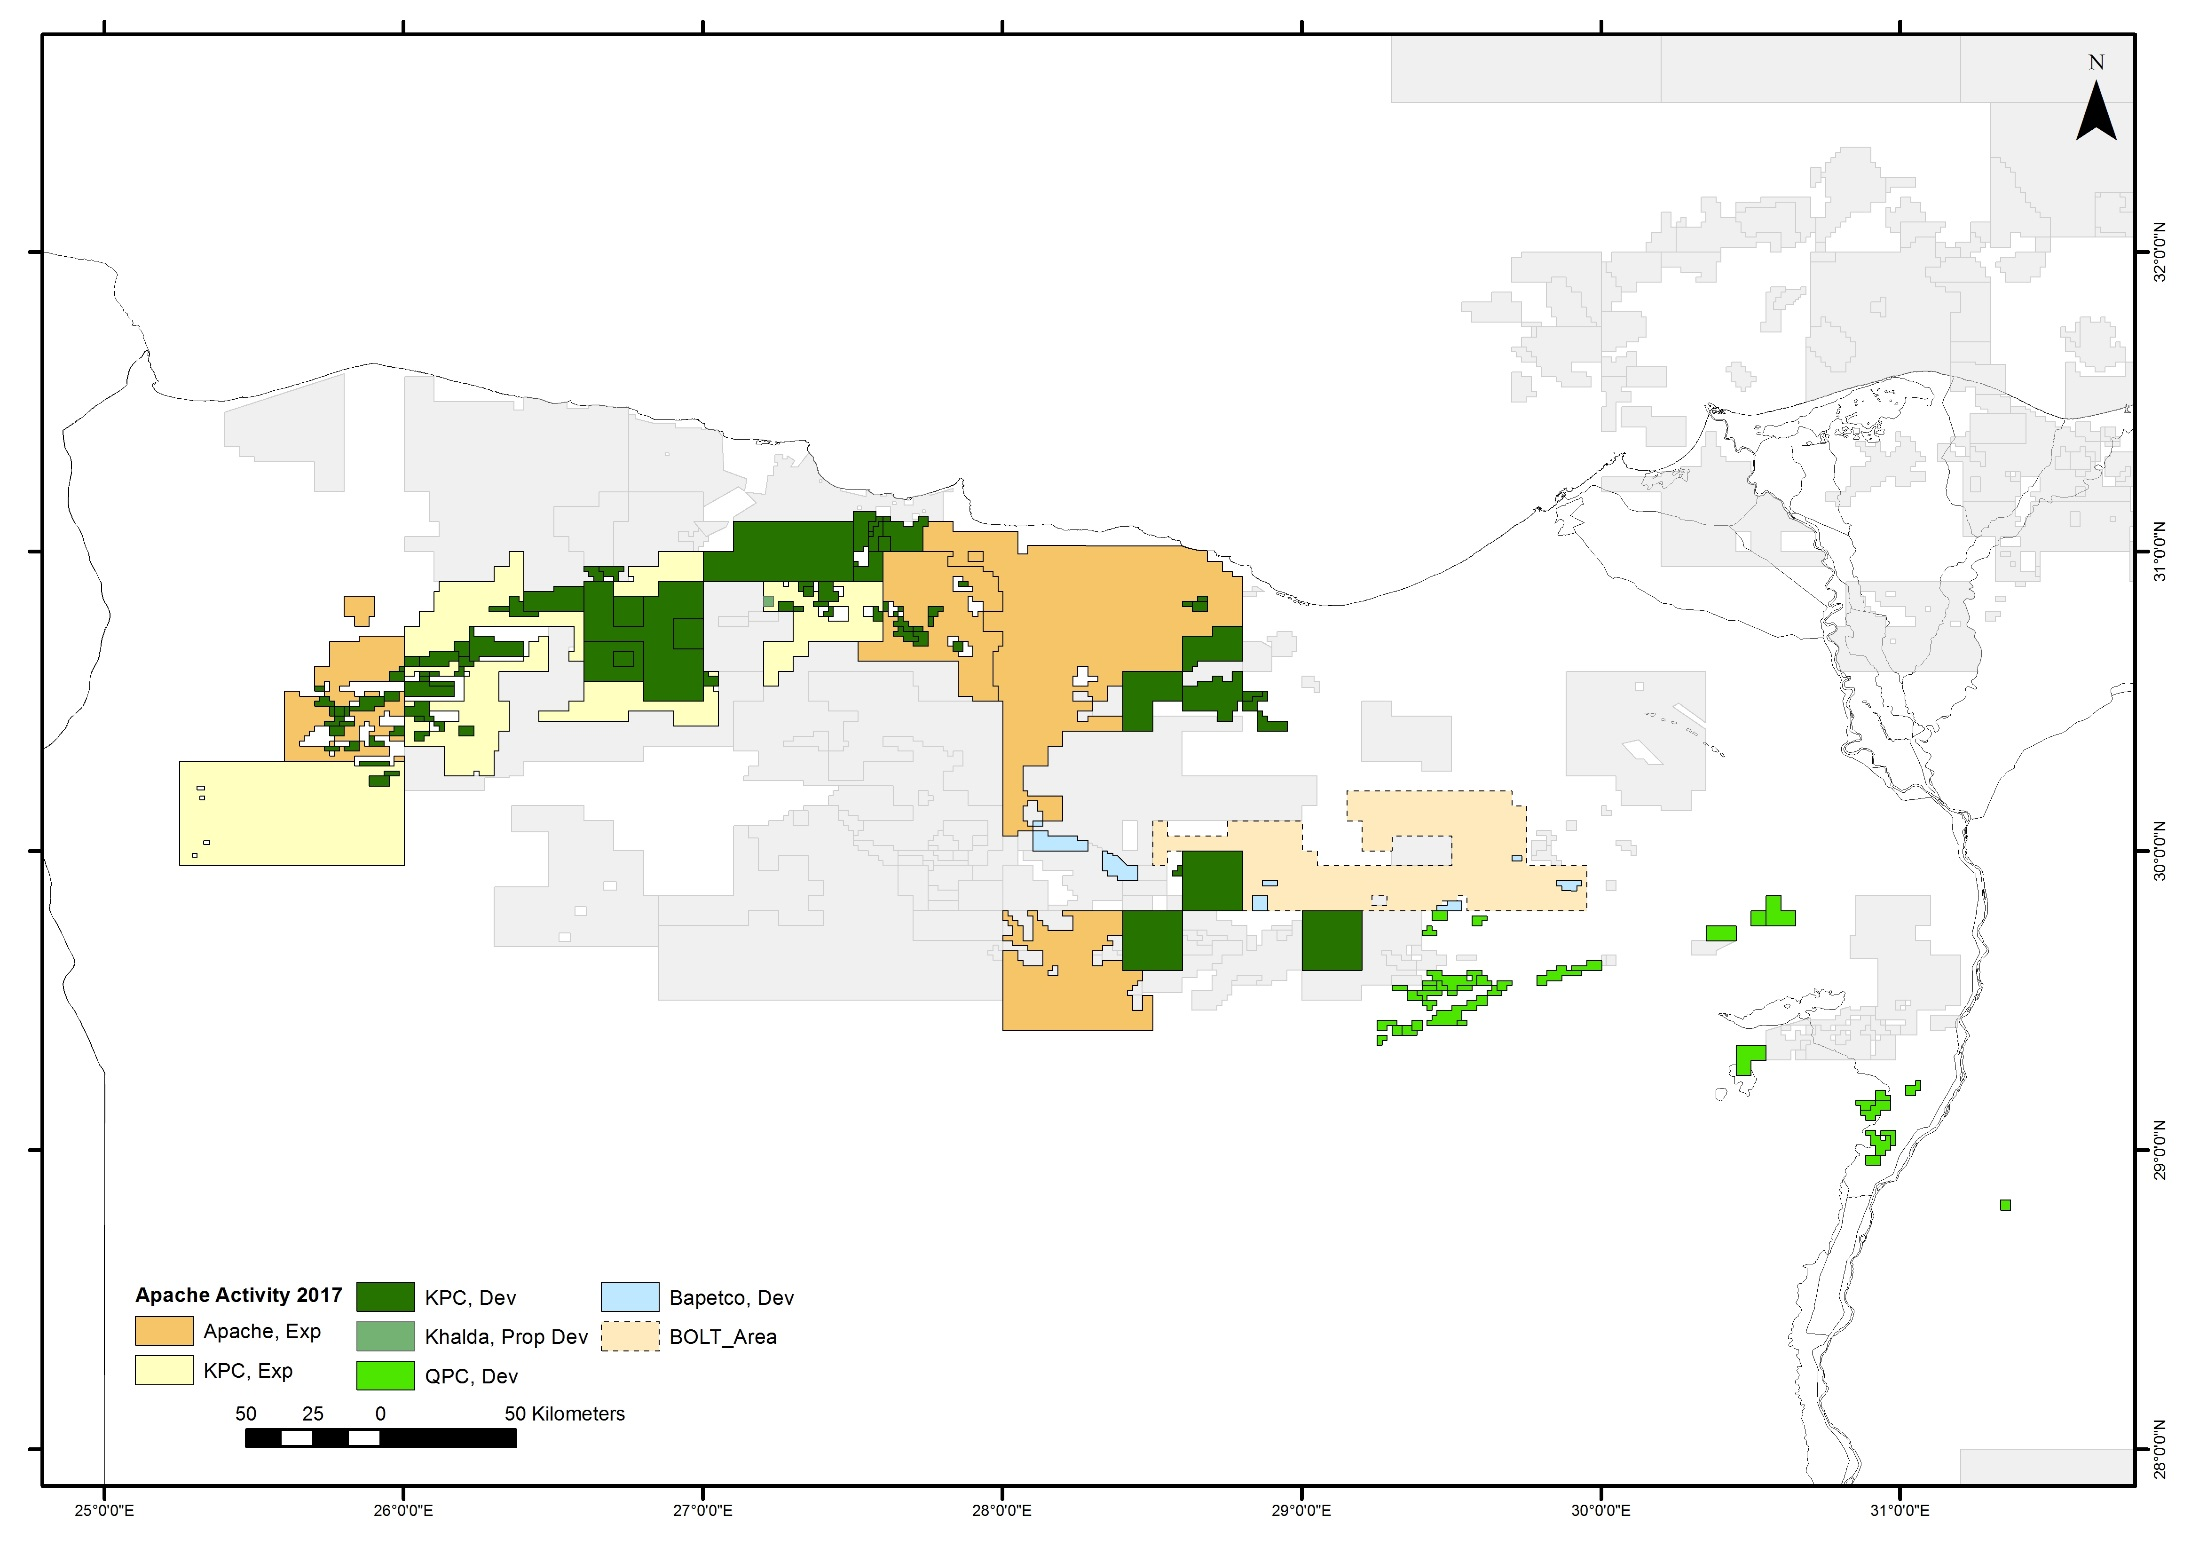 N
32°0'0"N
31°0'0"N
30°0'0"N
29°0'0"N
28°0'0"N
Apache Activity 2017
Apache, Exp
KPC, Exp
KPC, Dev
Khalda, Prop Dev
QPC, Dev
Bapetco, Dev
BOLT_Area
50 25 0 50 Kilometers
25°0'0"E 26°0'0"E 27°0'0"E 28°0'0"E 29°0'0"E 30°0'0"E 31°0'0"E